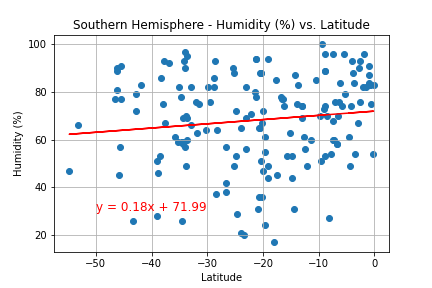 Southern Hemisphere - Humidity (%) vs. Latitude
100
80
60
40
20
Humidity (%)
y = 0.18x + 71.99
−50 −40 −30 −20 −10 0
Latitude